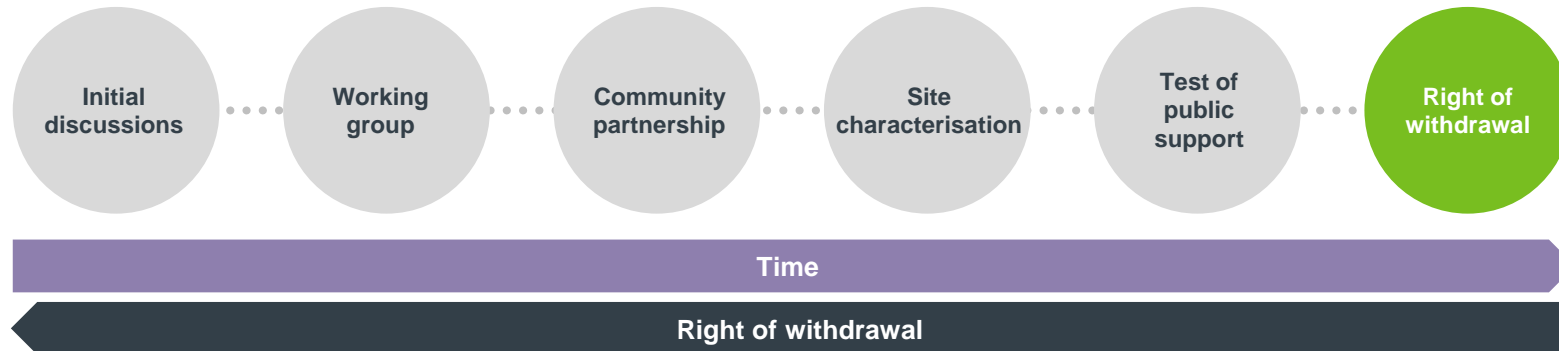 Initial
discussions
Working
group
Community
partnership
Site
characterisation
Test of
public
support
Right of
withdrawal
Time
Right of withdrawal